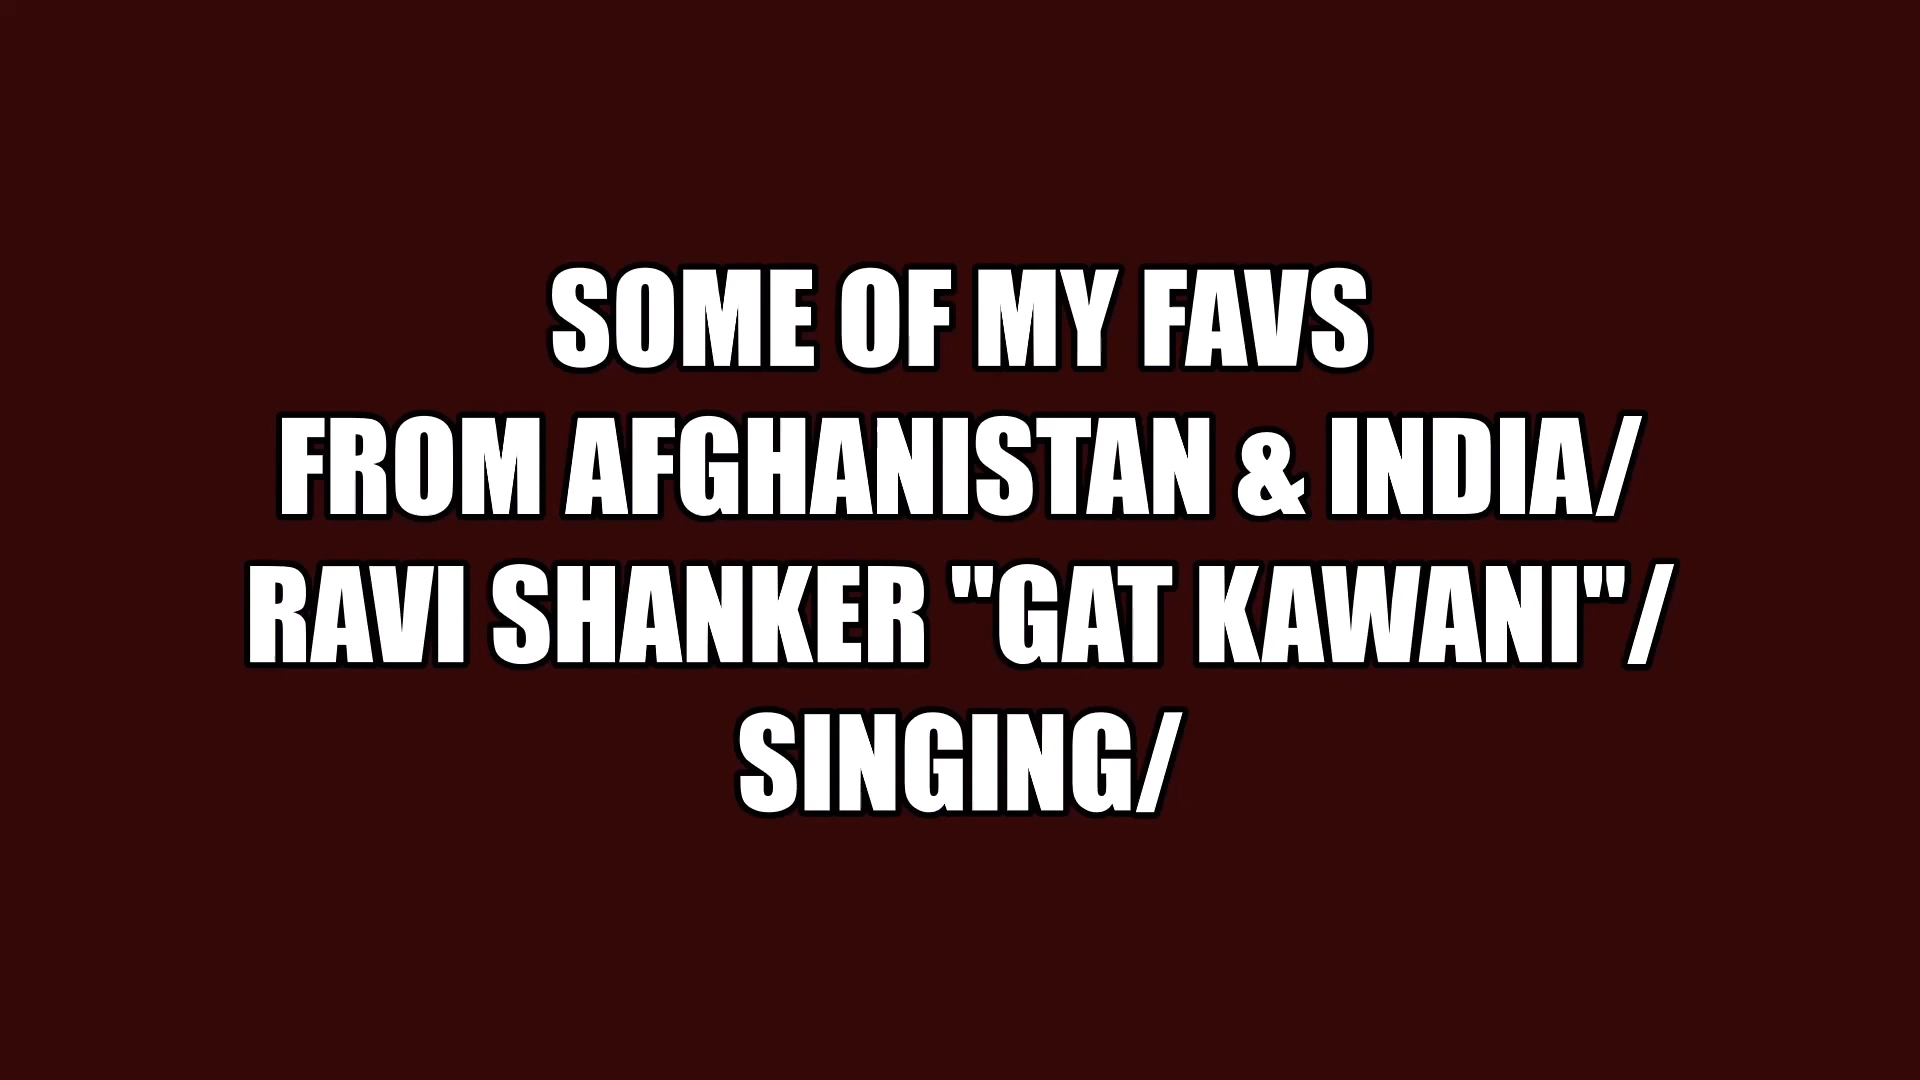 SOME OF MY FAVS
FROM AFGHANISTAN & INDIA/
RAVI SHANKER "GAT KAWANI"/
SINGING/